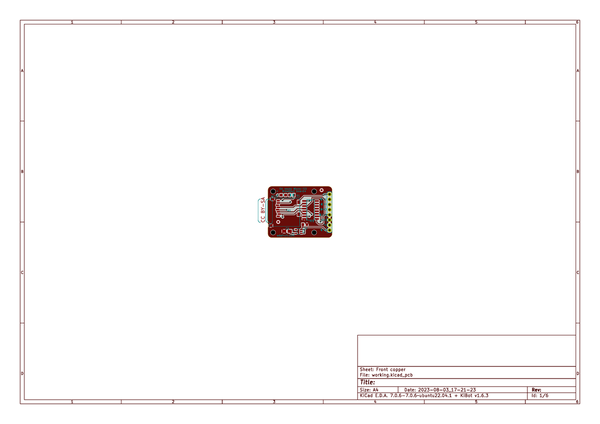 1 2 3 4 5 6
A A
B B
CC BY-SA
C C
D D
Sheet: Front copper
File: working.kicad_pcb
Title:
Size: A4 Date: 2023-08-03_17-21-23 Rev:
KiCad E.D.A. 7.0.6-7.0.6~ubuntu22.04.1 + KiBot v1.6.3 Id: 1/6
1 2 3 4 5 6